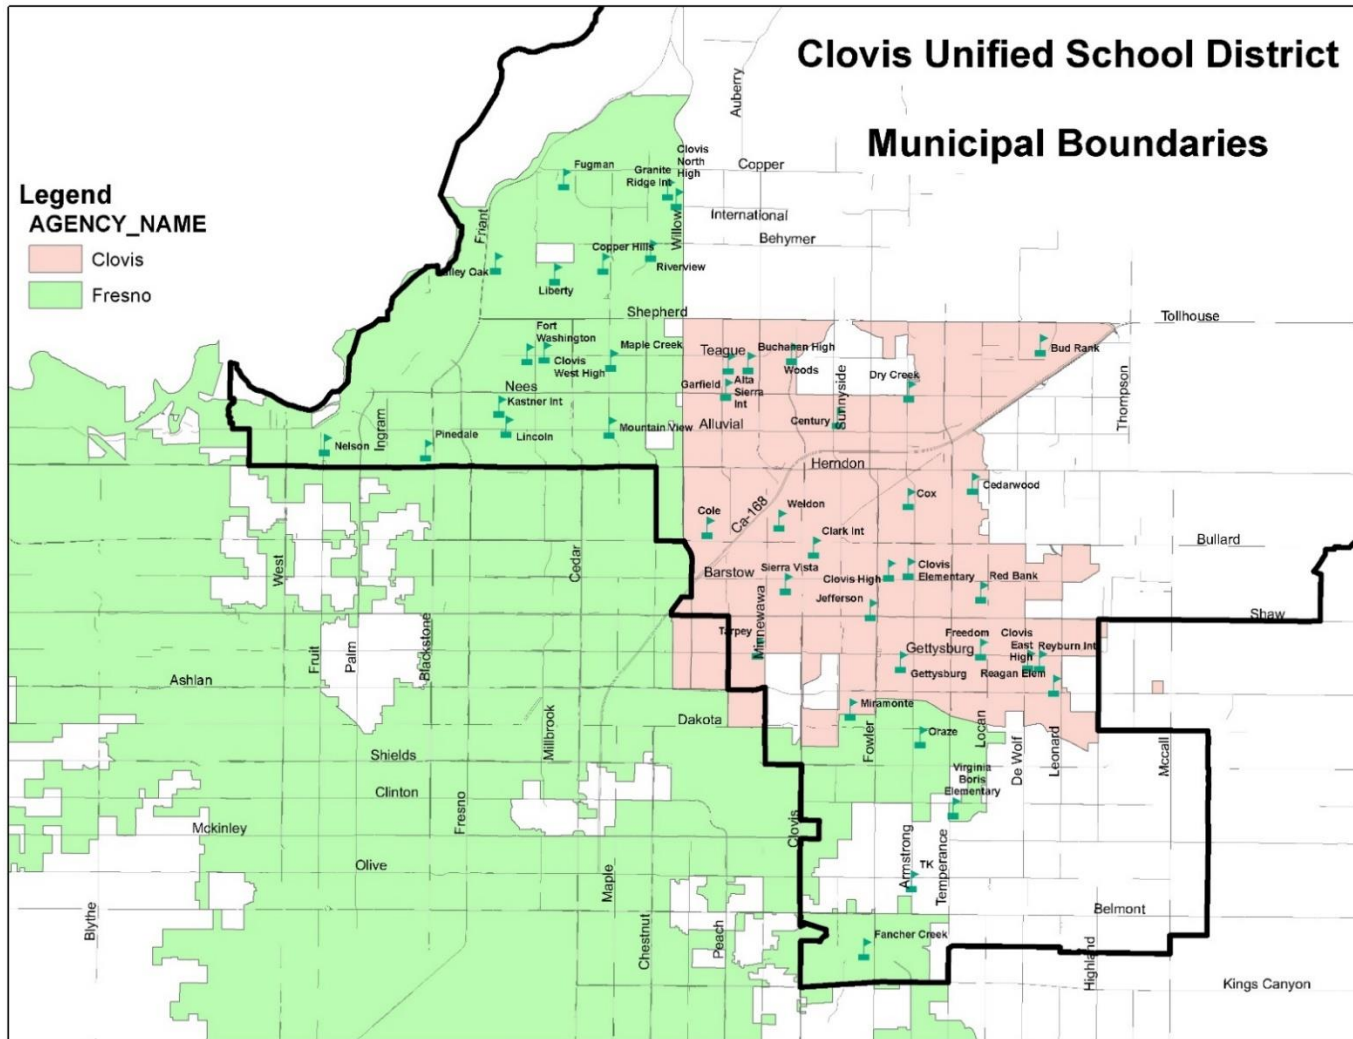 Clovis Unified School District
Municipal Boundaries
Legend
AGENCY_NAME
Clovis
Fresno
Auberry
Copper
Fugman
Granite
Ridge Int
Clovis
North
High
Willow
International
Behymer
Friant
Copper Hills
Riverview
lley Oak
Liberty
Shepherd
Tollhouse
Fort
Washington
Clovis
West High
Maple Creek
Teague
Buchanan High
Woods
Bud Rank
Garfield
Alta
Sierra
Int
Dry Creek
Sunnyside
Thompson
Nees
Kastner Int
Lincoln
Mountain View
Alluvial
Century
Ingram
Nelson
Pinedale
Herndon
Ca-168
Cole
Weldon
Cox
Cedarwood
Clark Int
Bullard
West
Cedar
Barstow
Sierra Vista
Clovis High
Clovis
Elementary
Red Bank
Jefferson
Shaw
Fruit
Palm
Blackstone
Tarpey
Minnewawa
Gettysburg
Freedom
Clovis
East
High
Reyburn Int
Gettysburg
Reagan Elem
Ashlan
Dakota
Miramonte
Millbrook
Fowler
Oraze
Locan
De Wolf
Leonard
Mccall
Shields
Clinton
Virginia
Boris
Elementary
Mckinley
Fresno
Clovis
Olive
Maple
Armstrong
Temperance
TK
Blythe
Chestnut
Peach
Belmont
Fancher Creek
Highland
Kings Canyon